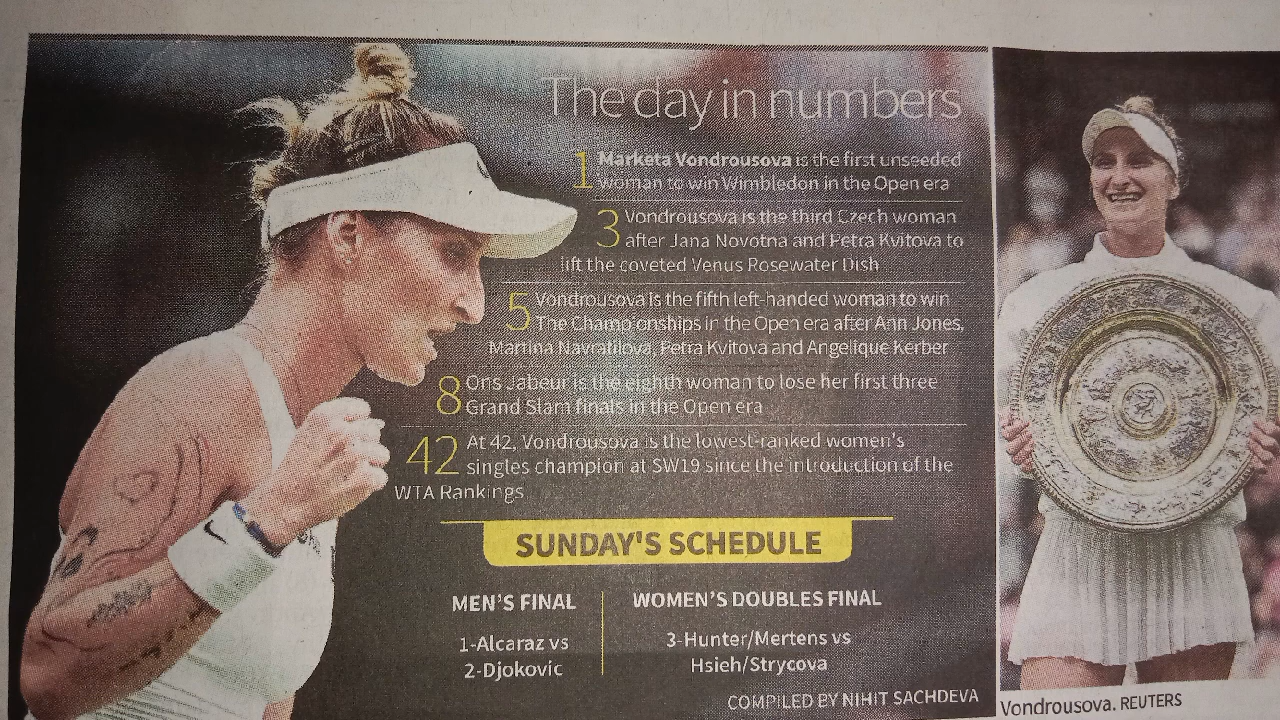 The day in numbers
1 Marketa Vondrousova is the first unseeded
woman to win Wimbledon in the Open era
3 Vondrousova is the third Czech woman
after Jana Novotna and Petra Kvitova to
lift the coveted Venus Rosewater Dish
5 Vondrousova is the fifth left-handed woman to win
The Championships in the Open era after Ann Jones,
Martina Navratilova, Petra Kvitova and Angelique Kerber
8 Ons Jabeur is the eighth woman to lose her first three
Grand Slam finals in the Open era
42 At 42, Vondrousova is the lowest-ranked women's
singles champion at SW19 since the introduction of the
WTA Rankings
SUNDAY'S SCHEDULE
MEN'S FINAL
1-Alcaraz vs
2-Djokovic
WOMEN'S DOUBLES FINAL
3-Hunter/Mertens vs
Hsieh/Strycova
COMPILED BY NIHIT SACHDEVA
Vondrousova. REUTERS